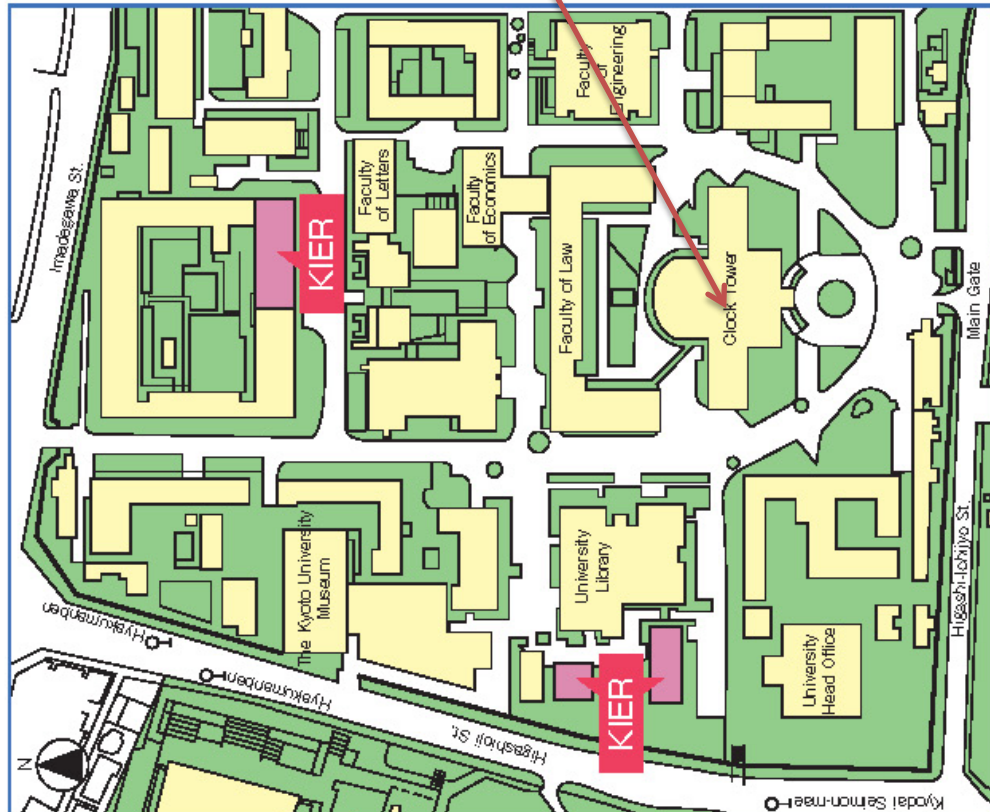 Imadegawa St.
KIER
Faculty
of Letters
Faculty
of Economics
Faculty
of
Engineering
Faculty of Law
Clock Tower
Main Gate
The Kyoto University
Museum
University
Library
KIER
University
Head Office
Hyakumanben
Hyakumanben
Higashioji St.
Higashi-Ichijyo St.
Kyodai Seimon-mae
N